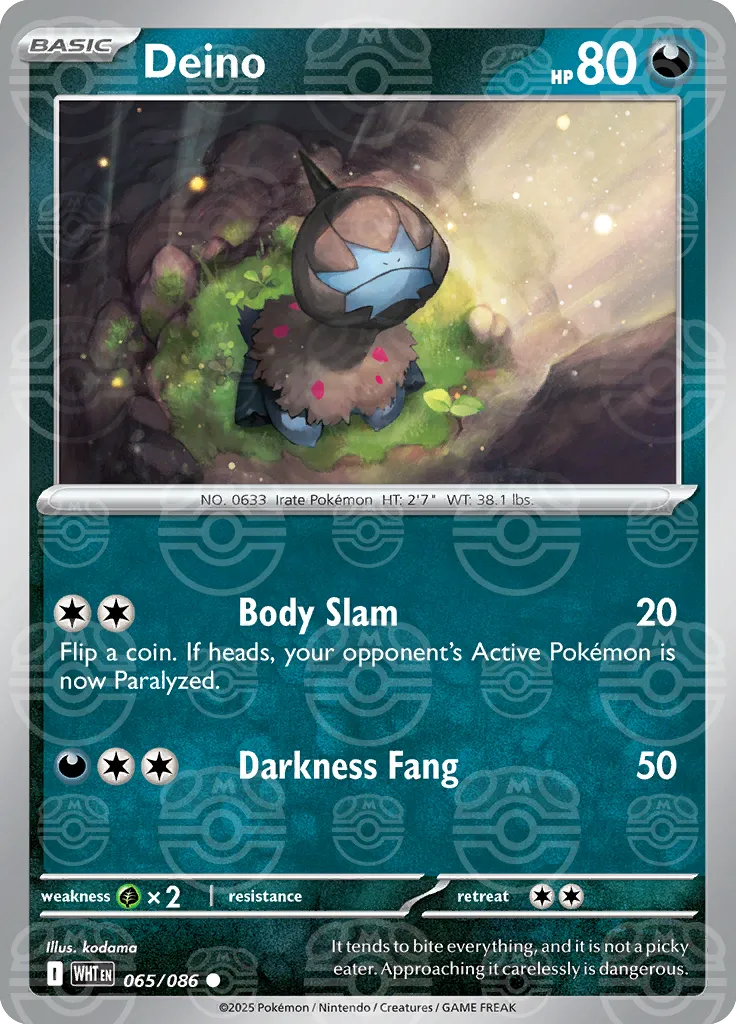 BASIC
Deino
HP 80
NO. 0633 Irate Pokémon HT: 2'7" WT: 38.1 lbs.
Body Slam 20
Flip a coin. If heads, your opponent's Active Pokémon is
now Paralyzed.
Darkness Fang 50
weakness ×2 resistance retreat
Illus. kodama
It tends to bite everything, and it is not a picky
eater. Approaching it carelessly is dangerous.
I WHT EN 065/086
©2025 Pokémon / Nintendo / Creatures / GAME FREAK